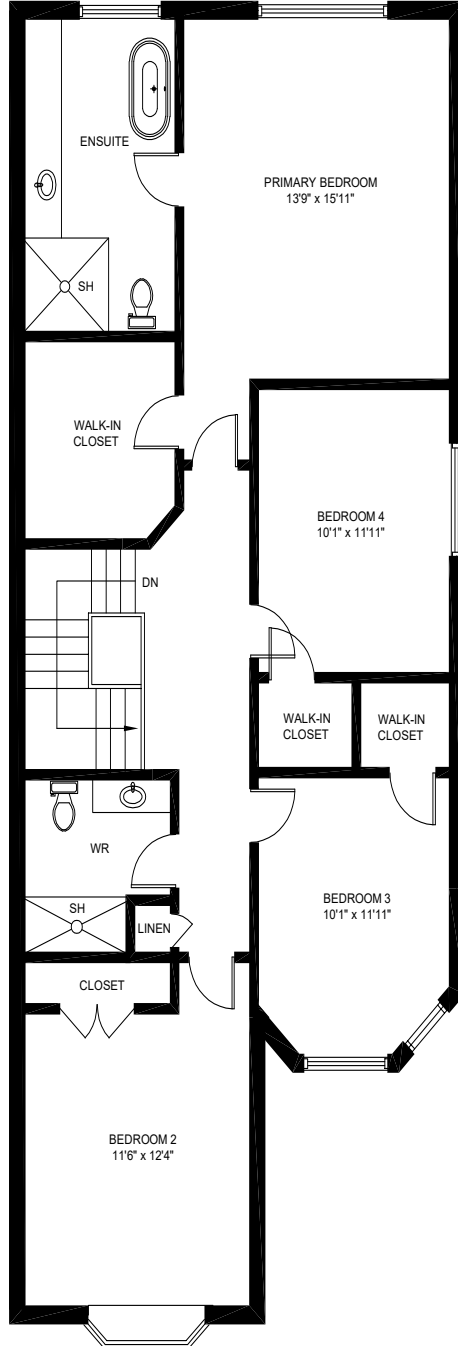 ENSUITE
PRIMARY BEDROOM
13'9" x 15'11"
SH
WALK-IN
CLOSET
BEDROOM 4
10'1" x 11'11"
DN
WALK-IN
CLOSET
WALK-IN
CLOSET
WR
BEDROOM 3
10'1" x 11'11"
SH
LINEN
CLOSET
BEDROOM 2
11'6" x 12'4"